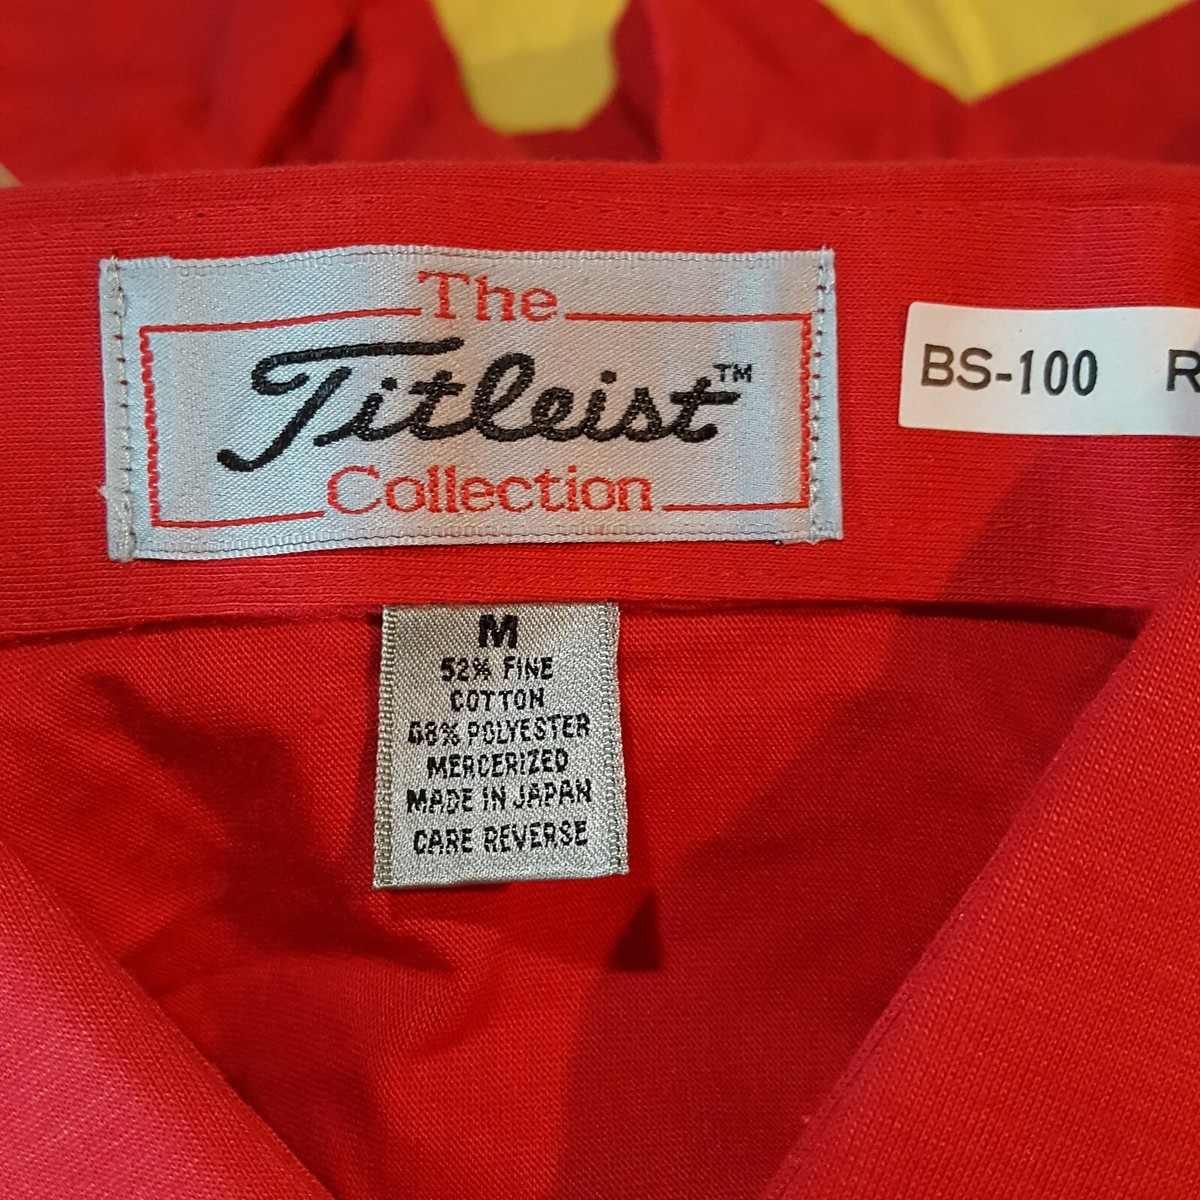 The
Titleist™
Collection
BS-100 R
M
52% FINE
COTTON
48% POLYESTER
MERCERIZED
MADE IN JAPAN
CARE REVERSE